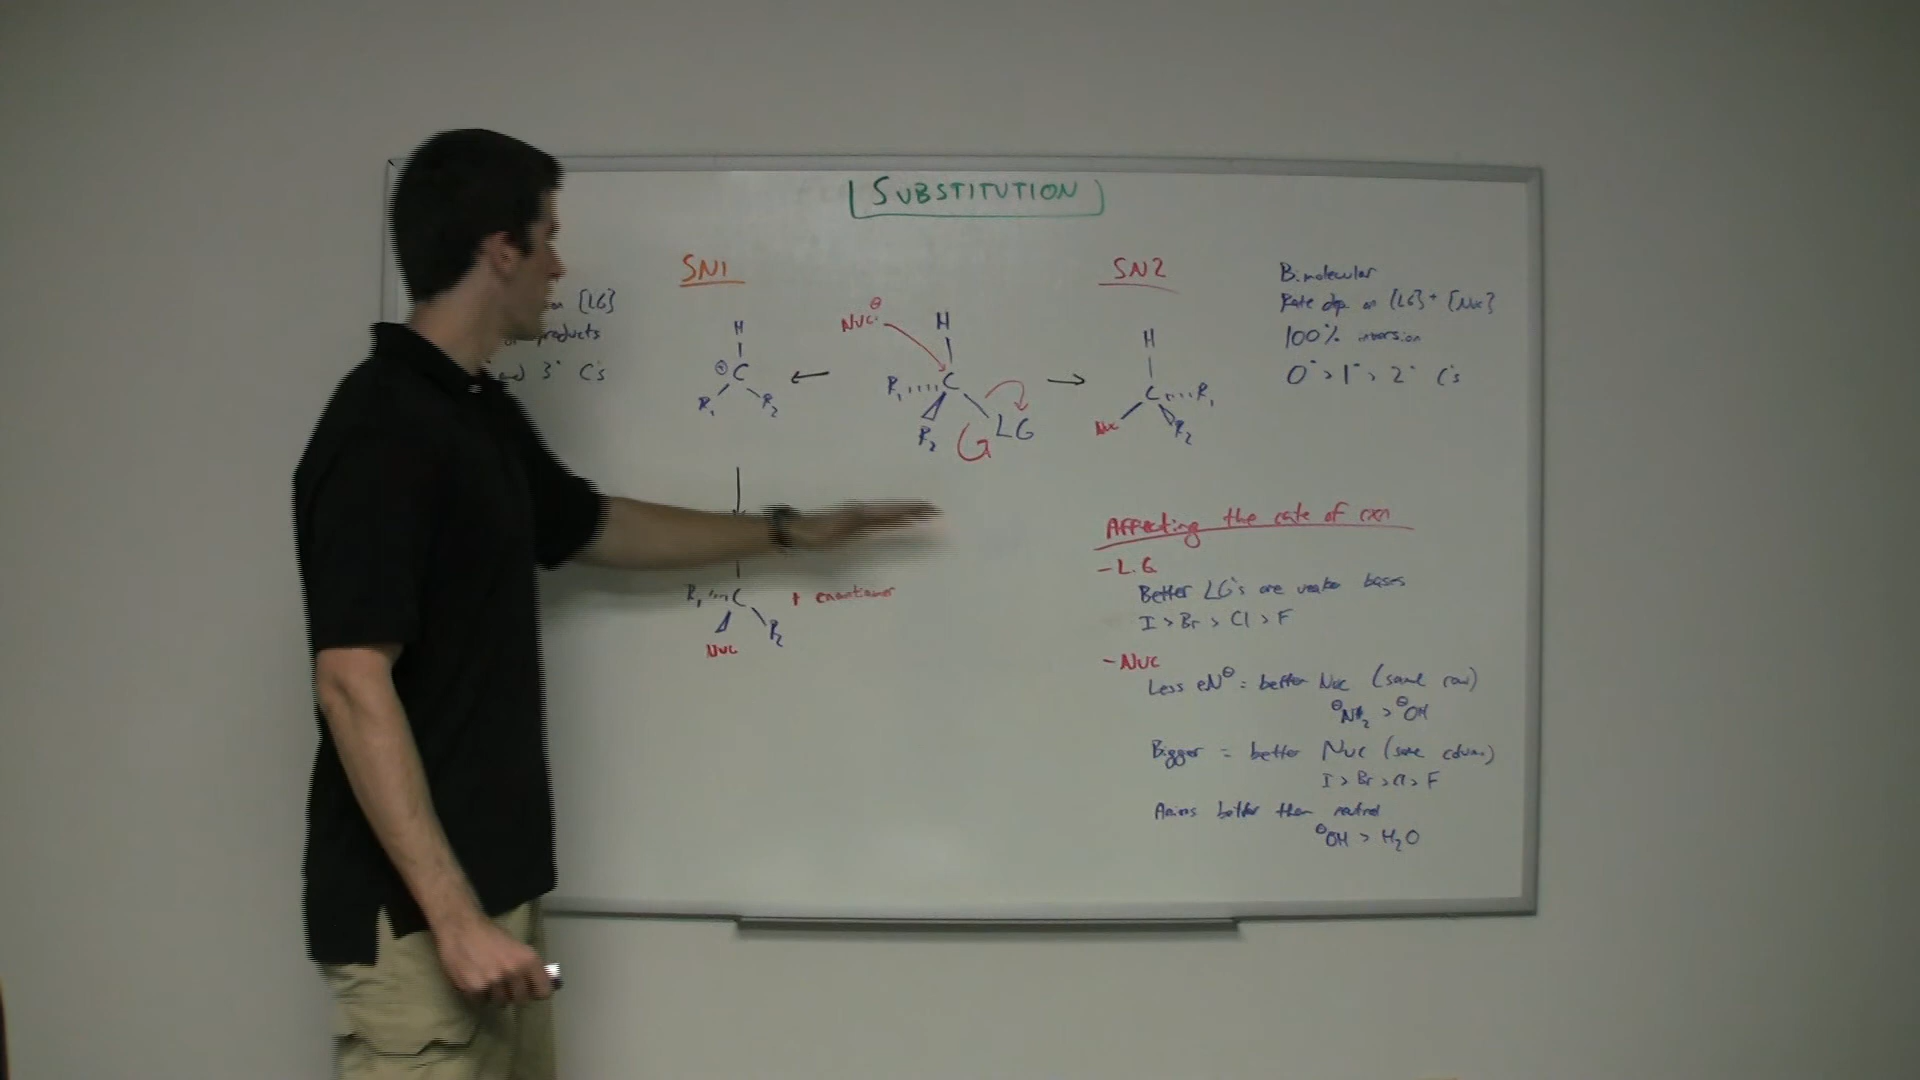 SUBSTITUTION
SN1
SN2
on [LG]
products
3° C's
H
⊕C
R₁ R₂
Nuc:⊖
H
R₁ C
R₂ LG
H
C R₁
Nuc R₂
Bimolecular
Rate dep. on [LG] + [Nuc]
100% inversion
0° > 1° > 2° C's
R₁ C R₂
Nuc
+ enantiomer
Affecting the rate of rxn
- L.G
Better LG's are weaker bases
I > Br > Cl > F
- Nuc
Less eN⊖ = better Nuc (same row)
⊖NH₂ > ⊖OH
Bigger = better Nuc (same column)
I > Br > Cl > F
Anions better than neutral
⊖OH > H₂O